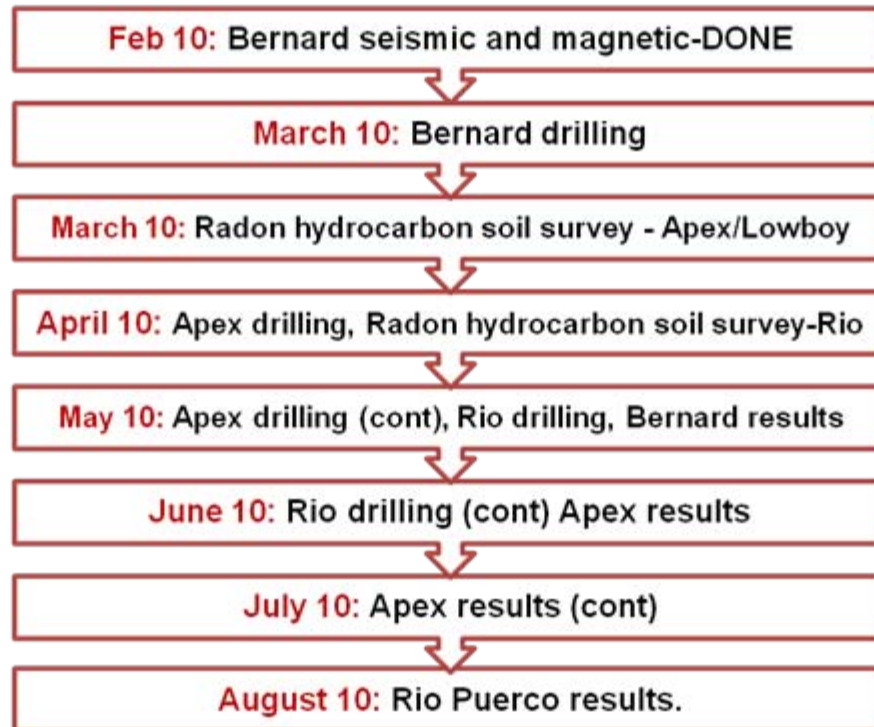 Feb 10: Bernard seismic and magnetic-DONE
March 10: Bernard drilling
March 10: Radon hydrocarbon soil survey - Apex/Lowboy
April 10: Apex drilling, Radon hydrocarbon soil survey-Rio
May 10: Apex drilling (cont), Rio drilling, Bernard results
June 10: Rio drilling (cont) Apex results
July 10: Apex results (cont)
August 10: Rio Puerco results.